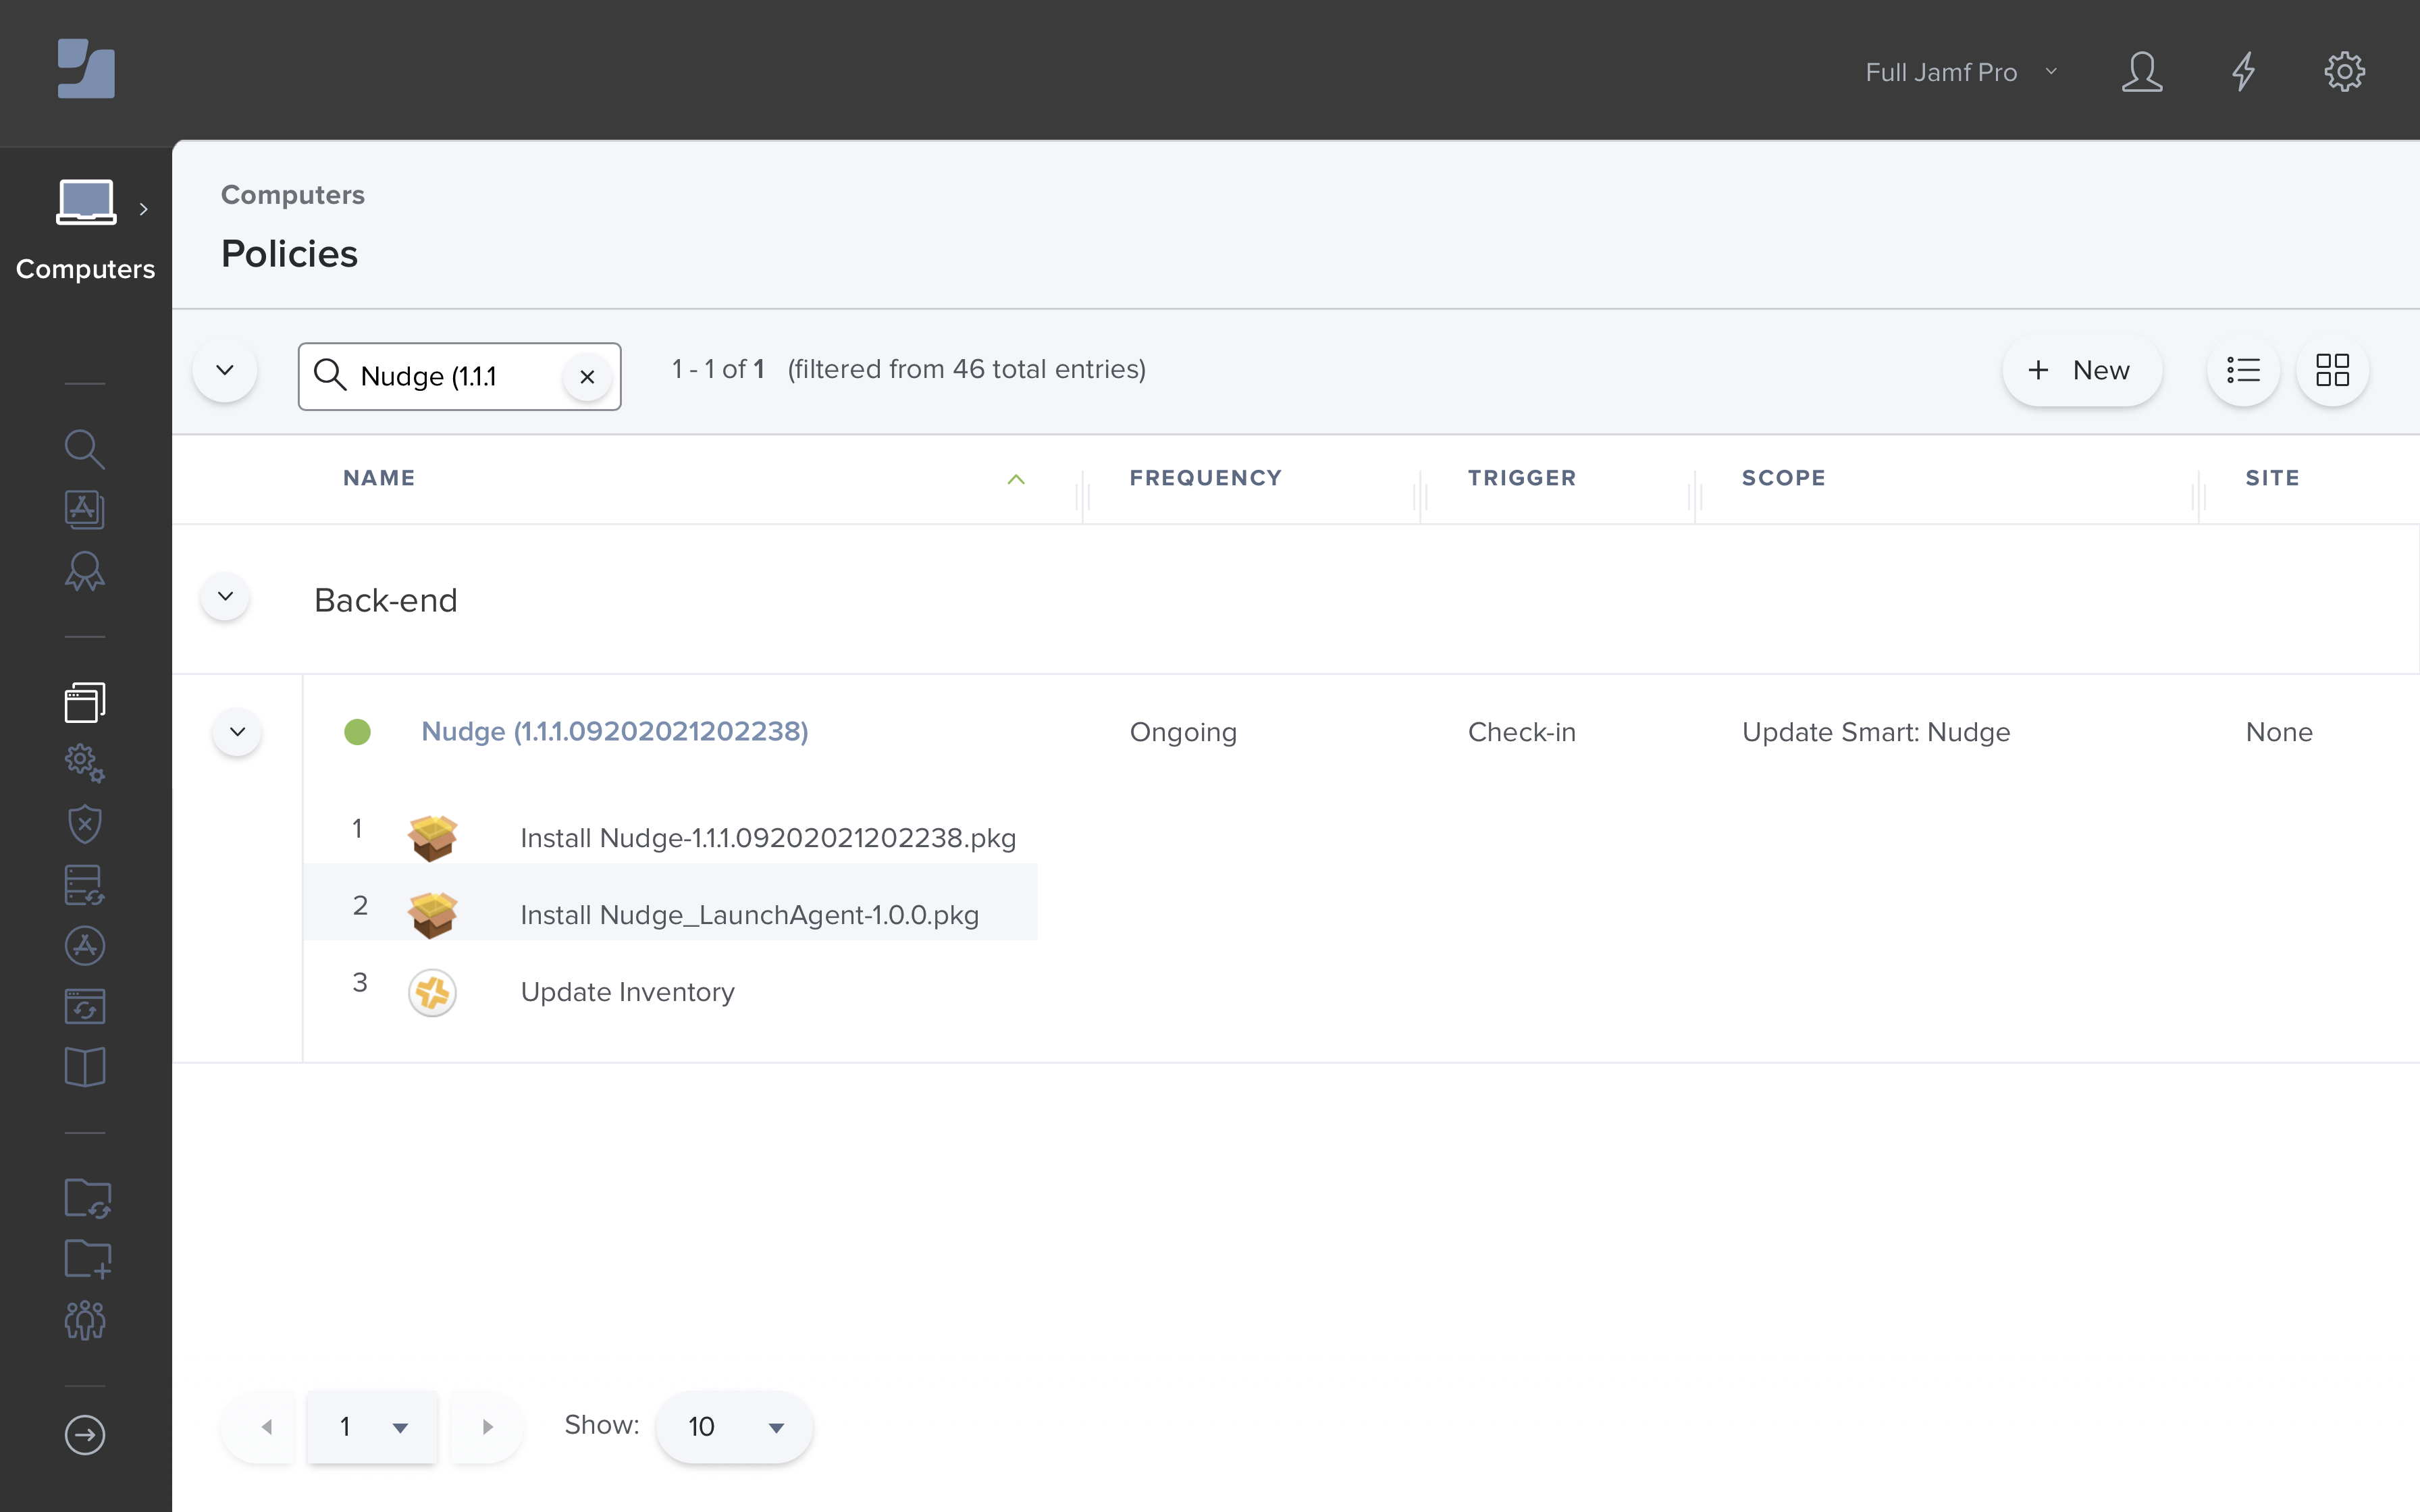 Full Jamf Pro
Computers
Computers
Policies
Nudge (1.1.1
1 - 1 of 1 (filtered from 46 total entries)
New
NAME
FREQUENCY
TRIGGER
SCOPE
SITE
Back-end
Nudge (1.1.1.09202021202238)
Ongoing
Check-in
Update Smart: Nudge
None
1 Install Nudge-1.1.1.09202021202238.pkg
2 Install Nudge_LaunchAgent-1.0.0.pkg
3 Update Inventory
1
Show: 10